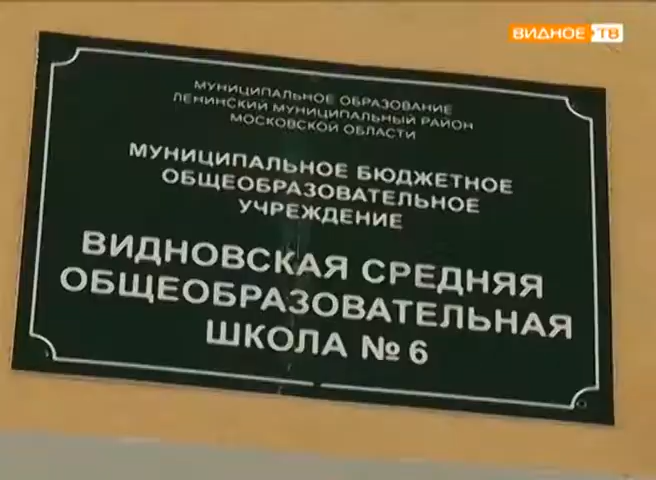 ВИДНОЕ ТВ
МУНИЦИПАЛЬНОЕ ОБРАЗОВАНИЕ
ЛЕНИНСКИЙ МУНИЦИПАЛЬНЫЙ РАЙОН
МОСКОВСКОЙ ОБЛАСТИ
МУНИЦИПАЛЬНОЕ БЮДЖЕТНОЕ
ОБЩЕОБРАЗОВАТЕЛЬНОЕ
УЧРЕЖДЕНИЕ
ВИДНОВСКАЯ СРЕДНЯЯ
ОБЩЕОБРАЗОВАТЕЛЬНАЯ
ШКОЛА № 6